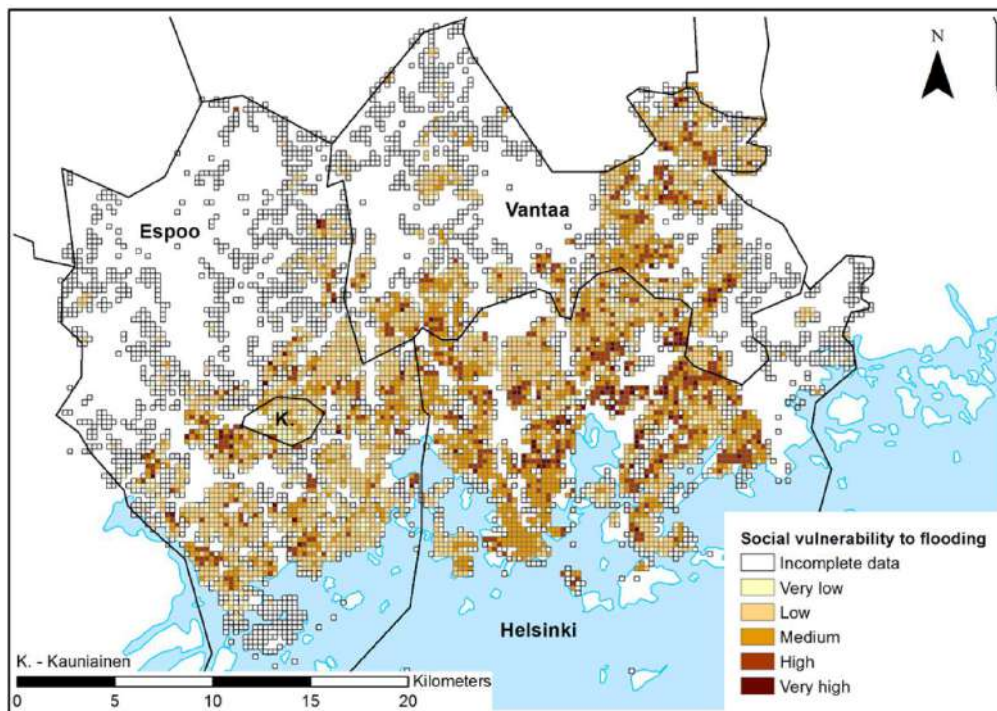 N
Espoo
Vantaa
K.
Helsinki
Social vulnerability to flooding
Incomplete data
Very low
Low
Medium
High
Very high
K. - Kauniainen
Kilometers
0 5 10 15 20